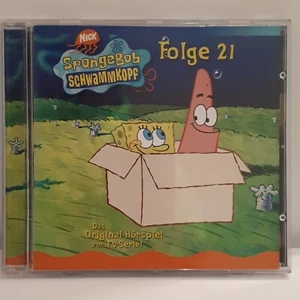 NICK
SpongeBob
SCHWAMMKOPF
Folge 21
Das
Original-Hörspiel
zur TV-Serie!